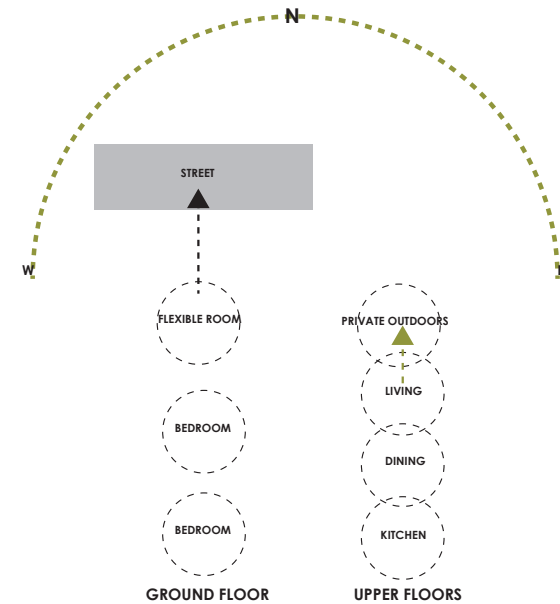 N
STREET
W
FLEXIBLE ROOM
PRIVATE OUTDOORS
LIVING
BEDROOM
DINING
BEDROOM
KITCHEN
GROUND FLOOR
UPPER FLOORS